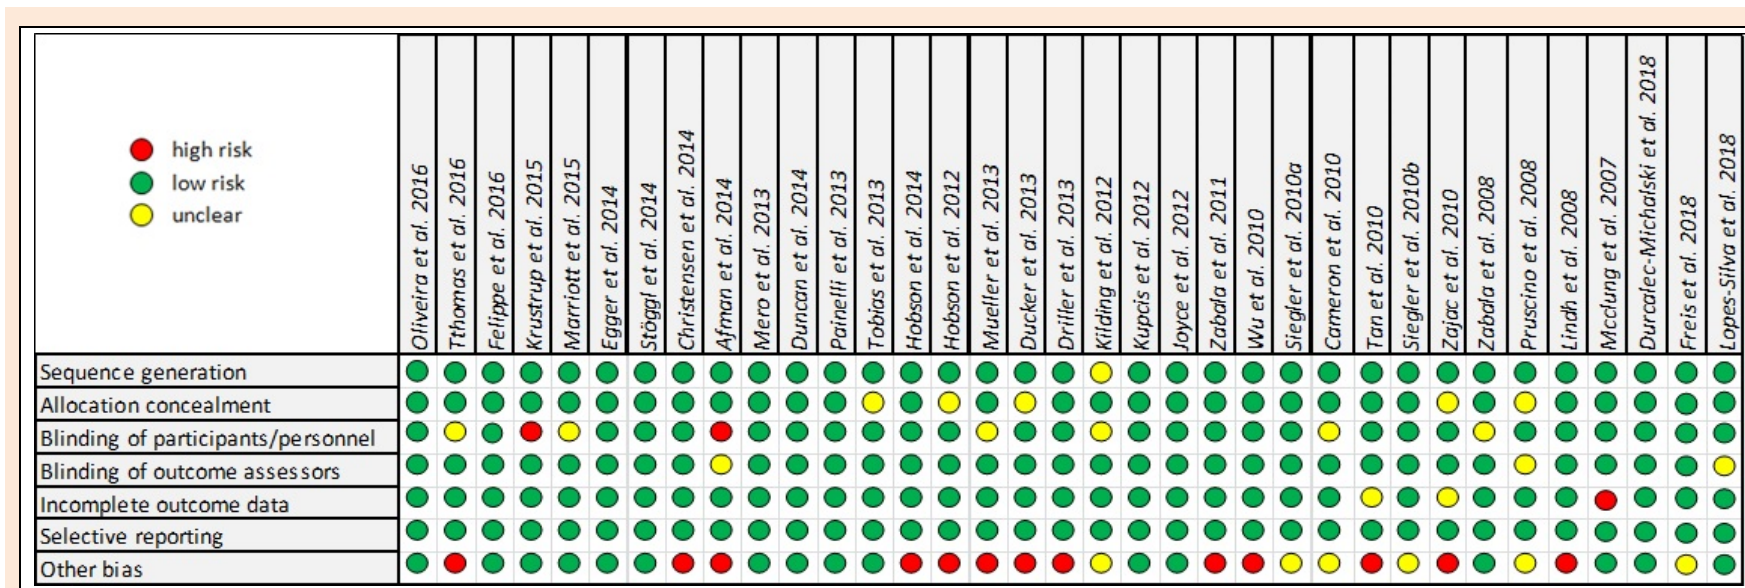 high risk
low risk
unclear
Oliveira et al. 2016
Tthomas et al. 2016
Felippe et al. 2016
Krustrup et al. 2015
Marriott et al. 2015
Egger et al. 2014
Stöggl et al. 2014
Christensen et al. 2014
Afman et al. 2014
Mero et al. 2013
Duncan et al. 2014
Painelli et al. 2013
Tobias et al. 2013
Hobson et al. 2014
Hobson et al. 2012
Mueller et al. 2013
Ducker et al. 2013
Driller et al. 2013
Kilding et al. 2012
Kupcis et al. 2012
Joyce et al. 2012
Zabala et al. 2011
Wu et al. 2010
Siegler et al. 2010a
Cameron et al. 2010
Tan et al. 2010
Siegler et al. 2010b
Zajac et al. 2010
Zabala et al. 2008
Pruscino et al. 2008
Lindh et al. 2008
Mcclung et al. 2007
Durcalec-Michalski et al. 2018
Freis et al. 2018
Lopes-Silva et al. 2018
Sequence generation
Allocation concealment
Blinding of participants/personnel
Blinding of outcome assessors
Incomplete outcome data
Selective reporting
Other bias